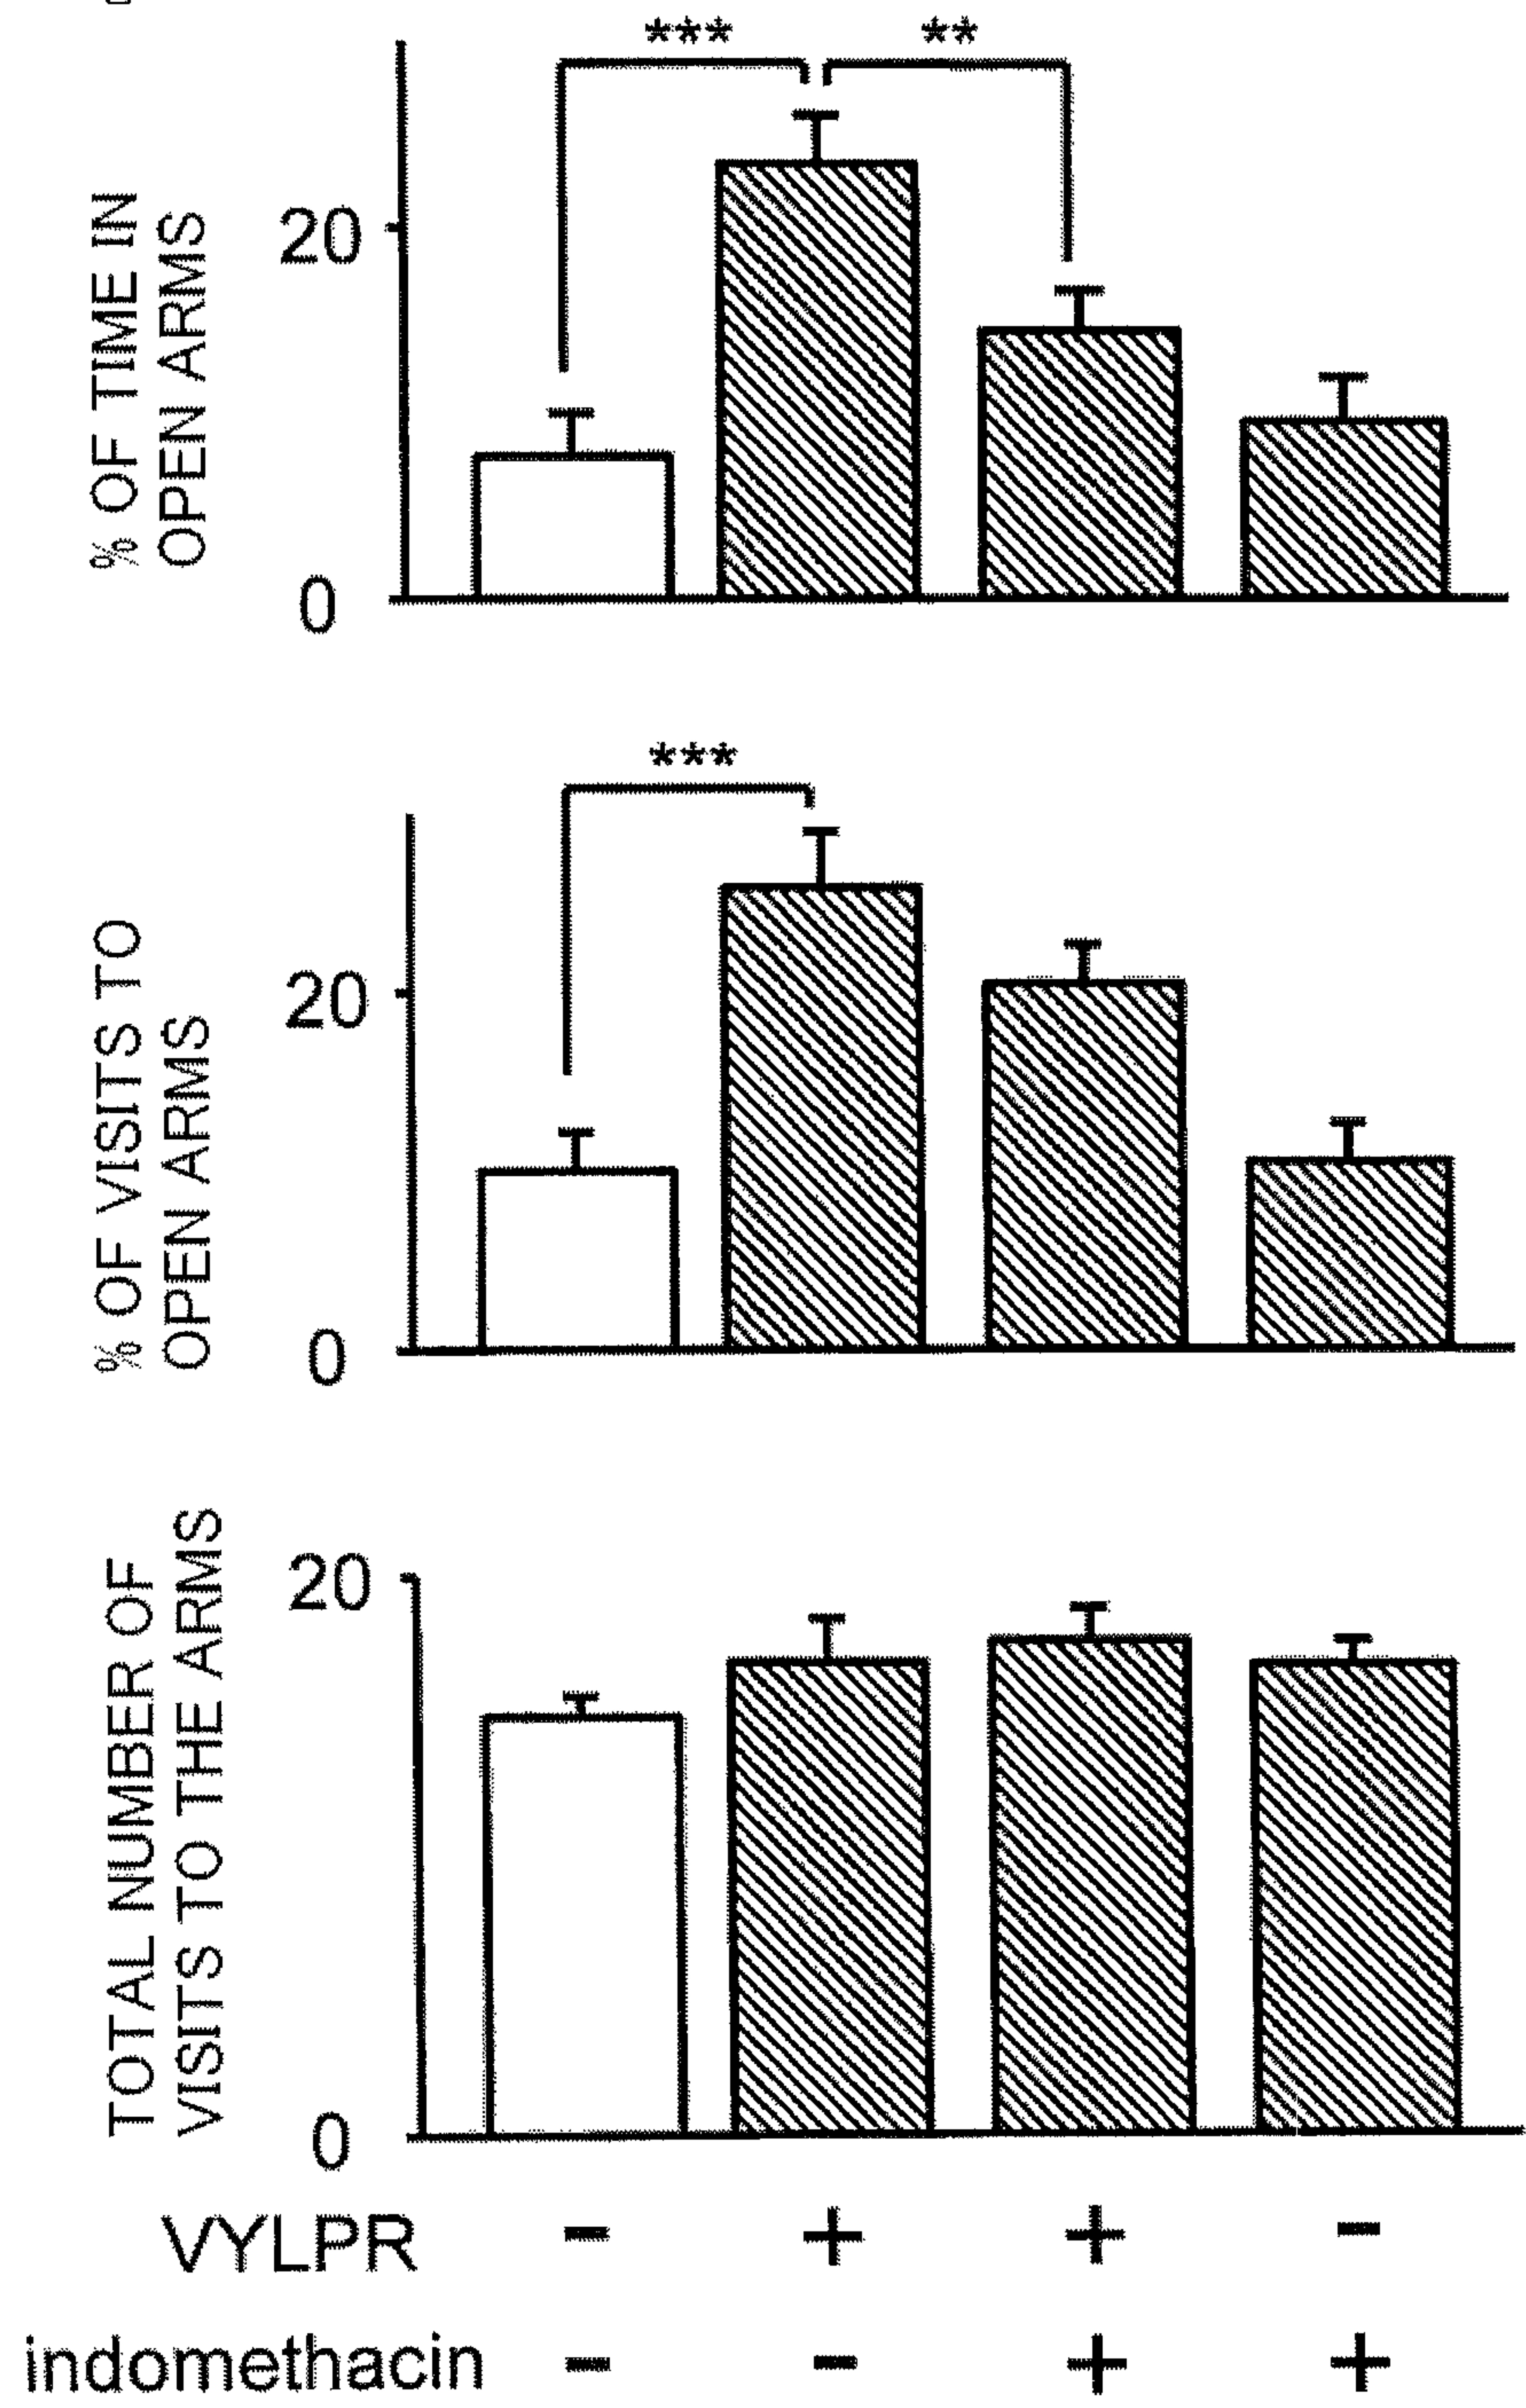 *** **
% OF TIME IN
OPEN ARMS
20
0
***
% OF VISITS TO
OPEN ARMS
20
0
TOTAL NUMBER OF
VISITS TO THE ARMS
20
0
VYLPR - + + -
indomethacin - - + +